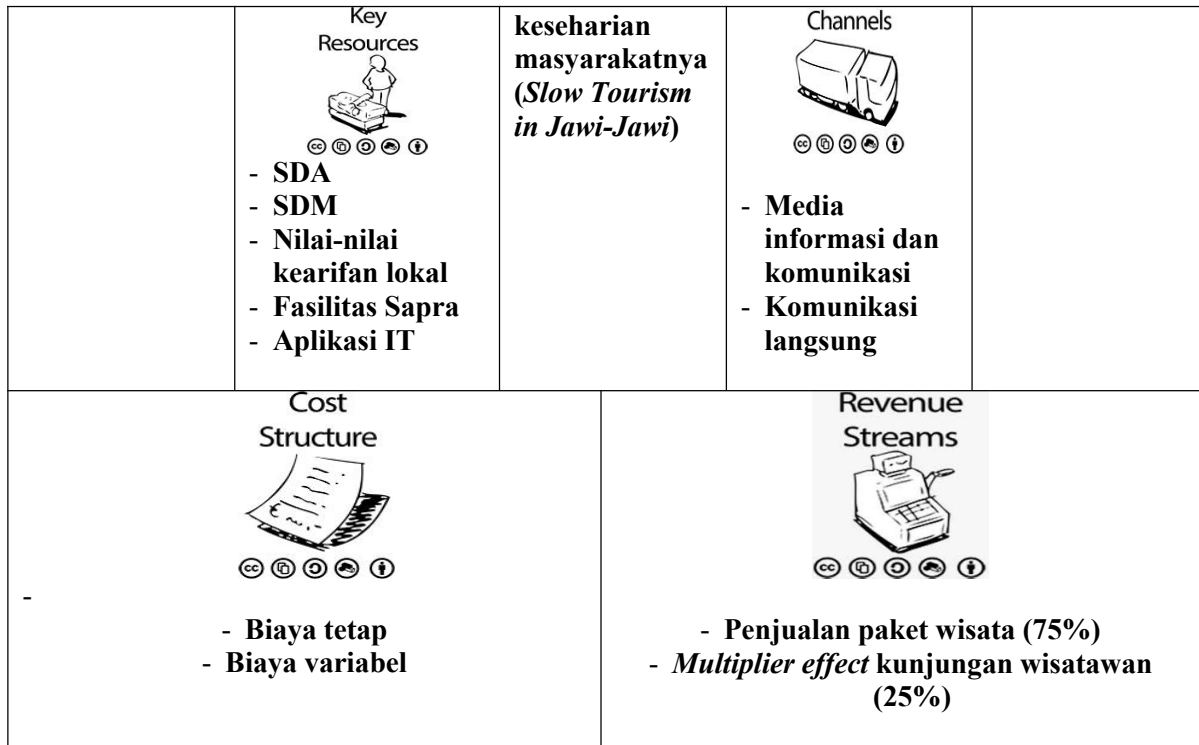 Key
Resources
- SDA
- SDM
- Nilai-nilai
kearifan lokal
- Fasilitas Sapra
- Aplikasi IT
keseharian
masyarakatnya
(Slow Tourism
in Jawi-Jawi)
Channels
- Media
informasi dan
komunikasi
- Komunikasi
langsung
Cost
Structure
-
- Biaya tetap
- Biaya variabel
Revenue
Streams
- Penjualan paket wisata (75%)
- Multiplier effect kunjungan wisatawan
(25%)